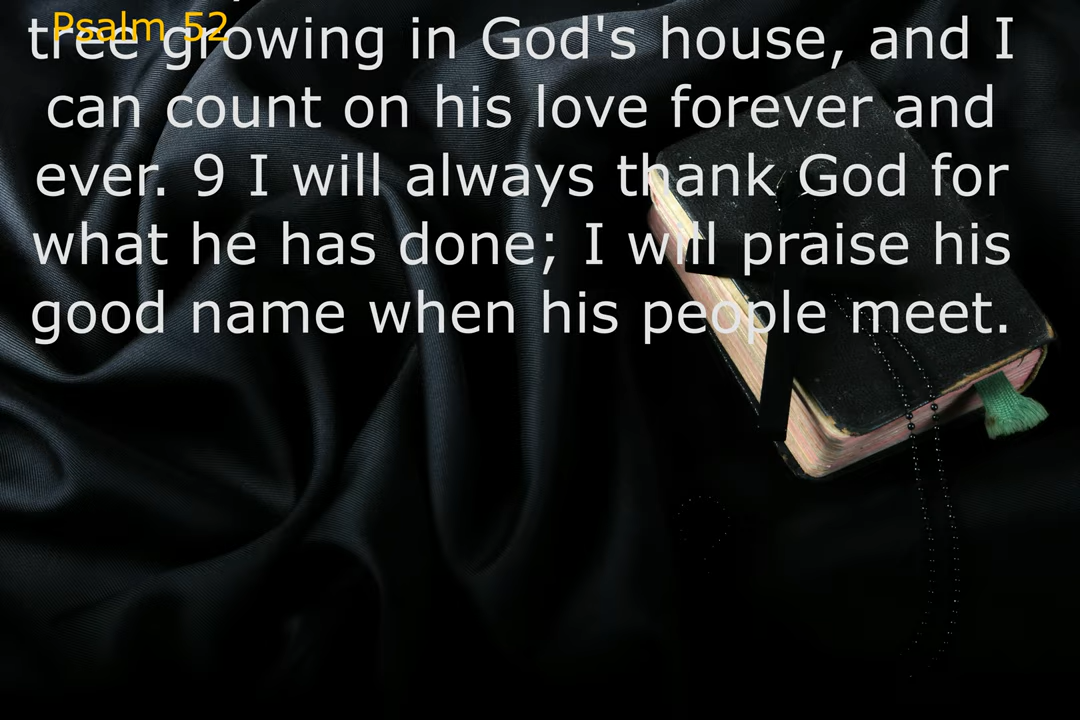 Psalm 52
tree growing in God's house, and I
can count on his love forever and
ever. 9 I will always thank God for
what he has done; I will praise his
good name when his people meet.